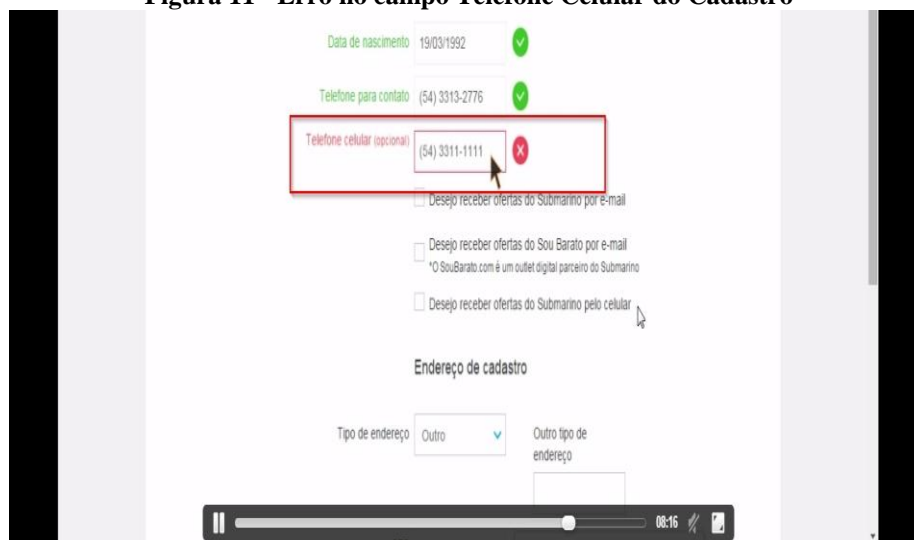 Figura 11 - Erro no campo Telefone Celular do Cadastro
Data de nascimento 19/03/1992
Telefone para contato (54) 3313-2776
Telefone celular (opcional) (54) 3311-1111
Desejo receber ofertas do Submarino por e-mail
Desejo receber ofertas do Sou Barato por e-mail
*O SouBarato.com é um outlet digital parceiro do Submarino
Desejo receber ofertas do Submarino pelo celular
Endereço de cadastro
Tipo de endereço Outro Outro tipo de
endereço
08:16